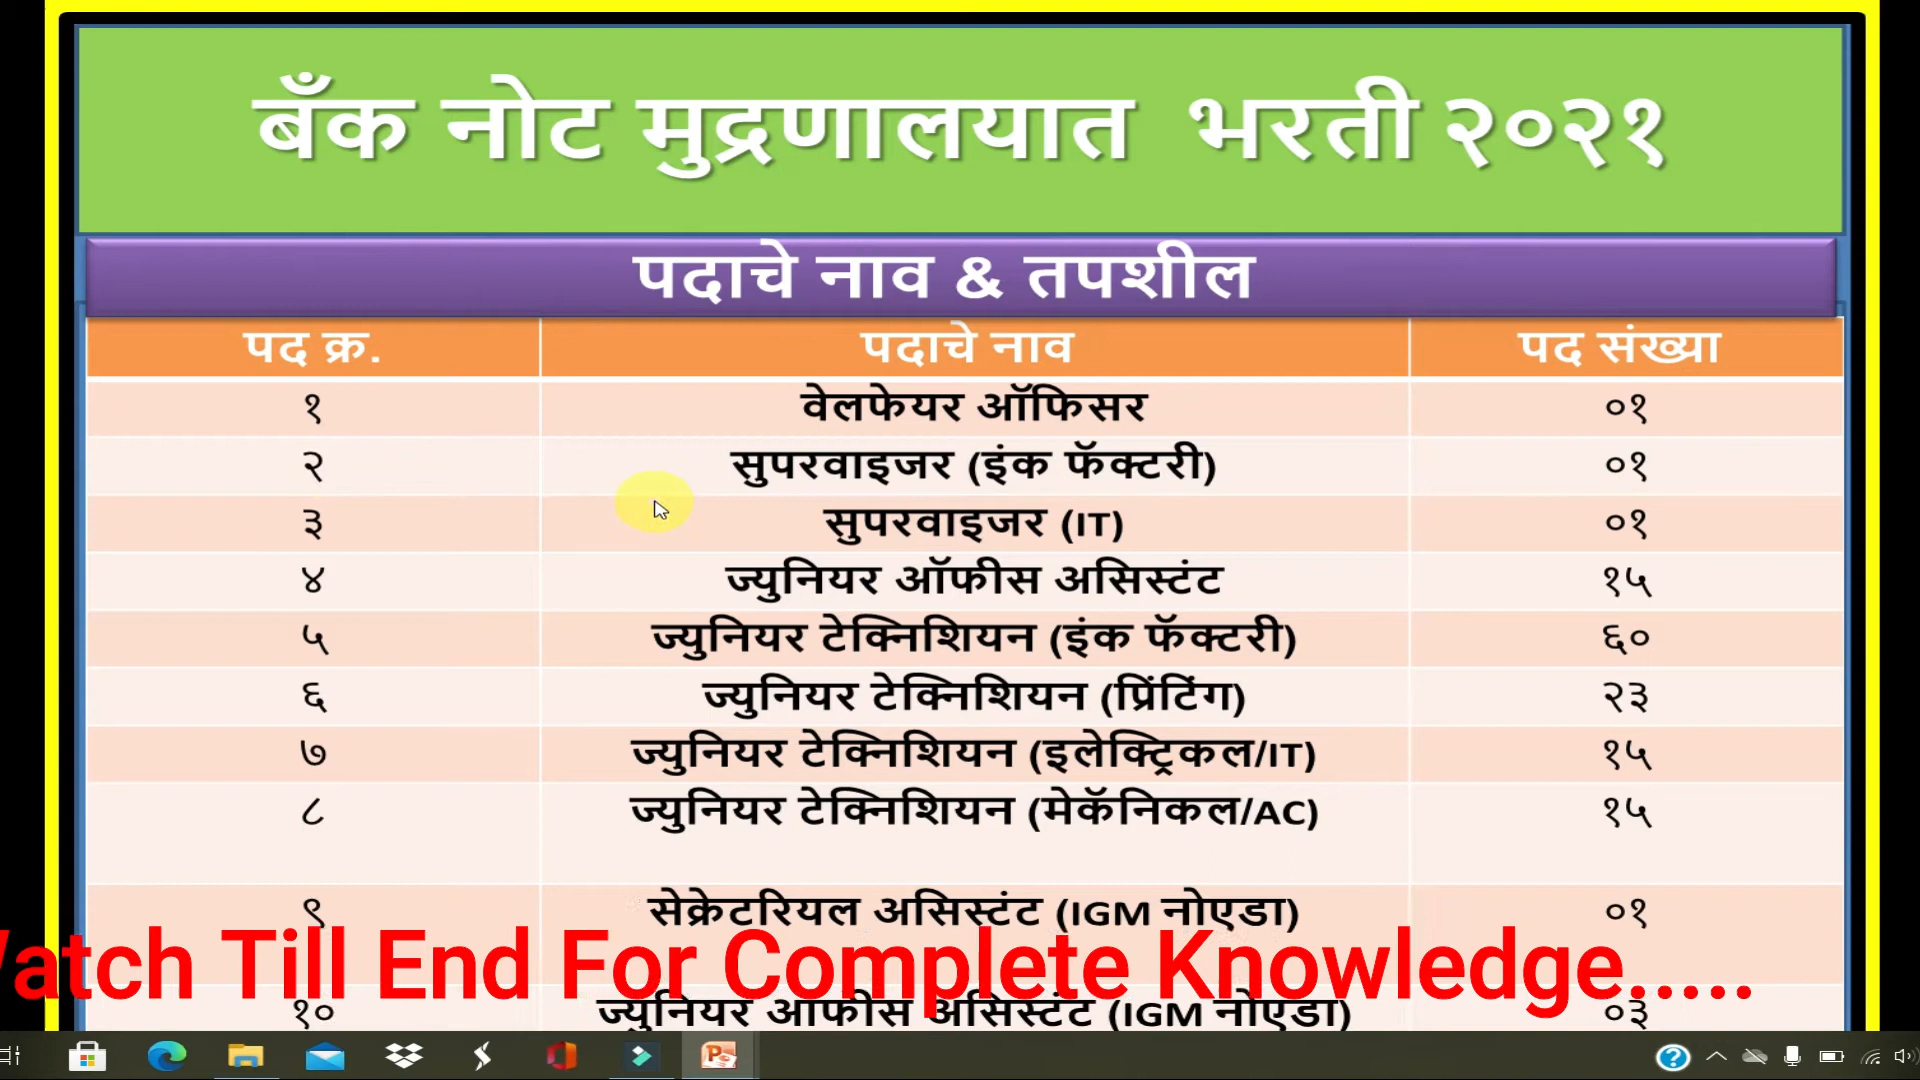 बँक नोट मुद्रणालयात भरती २०२१
पदाचे नाव & तपशील
पद क्र. पदाचे नाव पद संख्या
१ वेलफेयर ऑफिसर ०१
२ सुपरवाइजर (इंक फॅक्टरी) ०१
३ सुपरवाइजर (IT) ०१
४ ज्युनियर ऑफीस असिस्टंट १५
५ ज्युनियर टेक्निशियन (इंक फॅक्टरी) ६०
६ ज्युनियर टेक्निशियन (प्रिंटिंग) २३
७ ज्युनियर टेक्निशियन (इलेक्ट्रिकल/IT) १५
८ ज्युनियर टेक्निशियन (मेकॅनिकल/AC) १५
९ सेक्रेटरियल असिस्टंट (IGM नोएडा) ०१
Watch Till End For Complete Knowledge.....
१० ज्युनियर ऑफीस असिस्टंट (IGM नोएडा) ०३